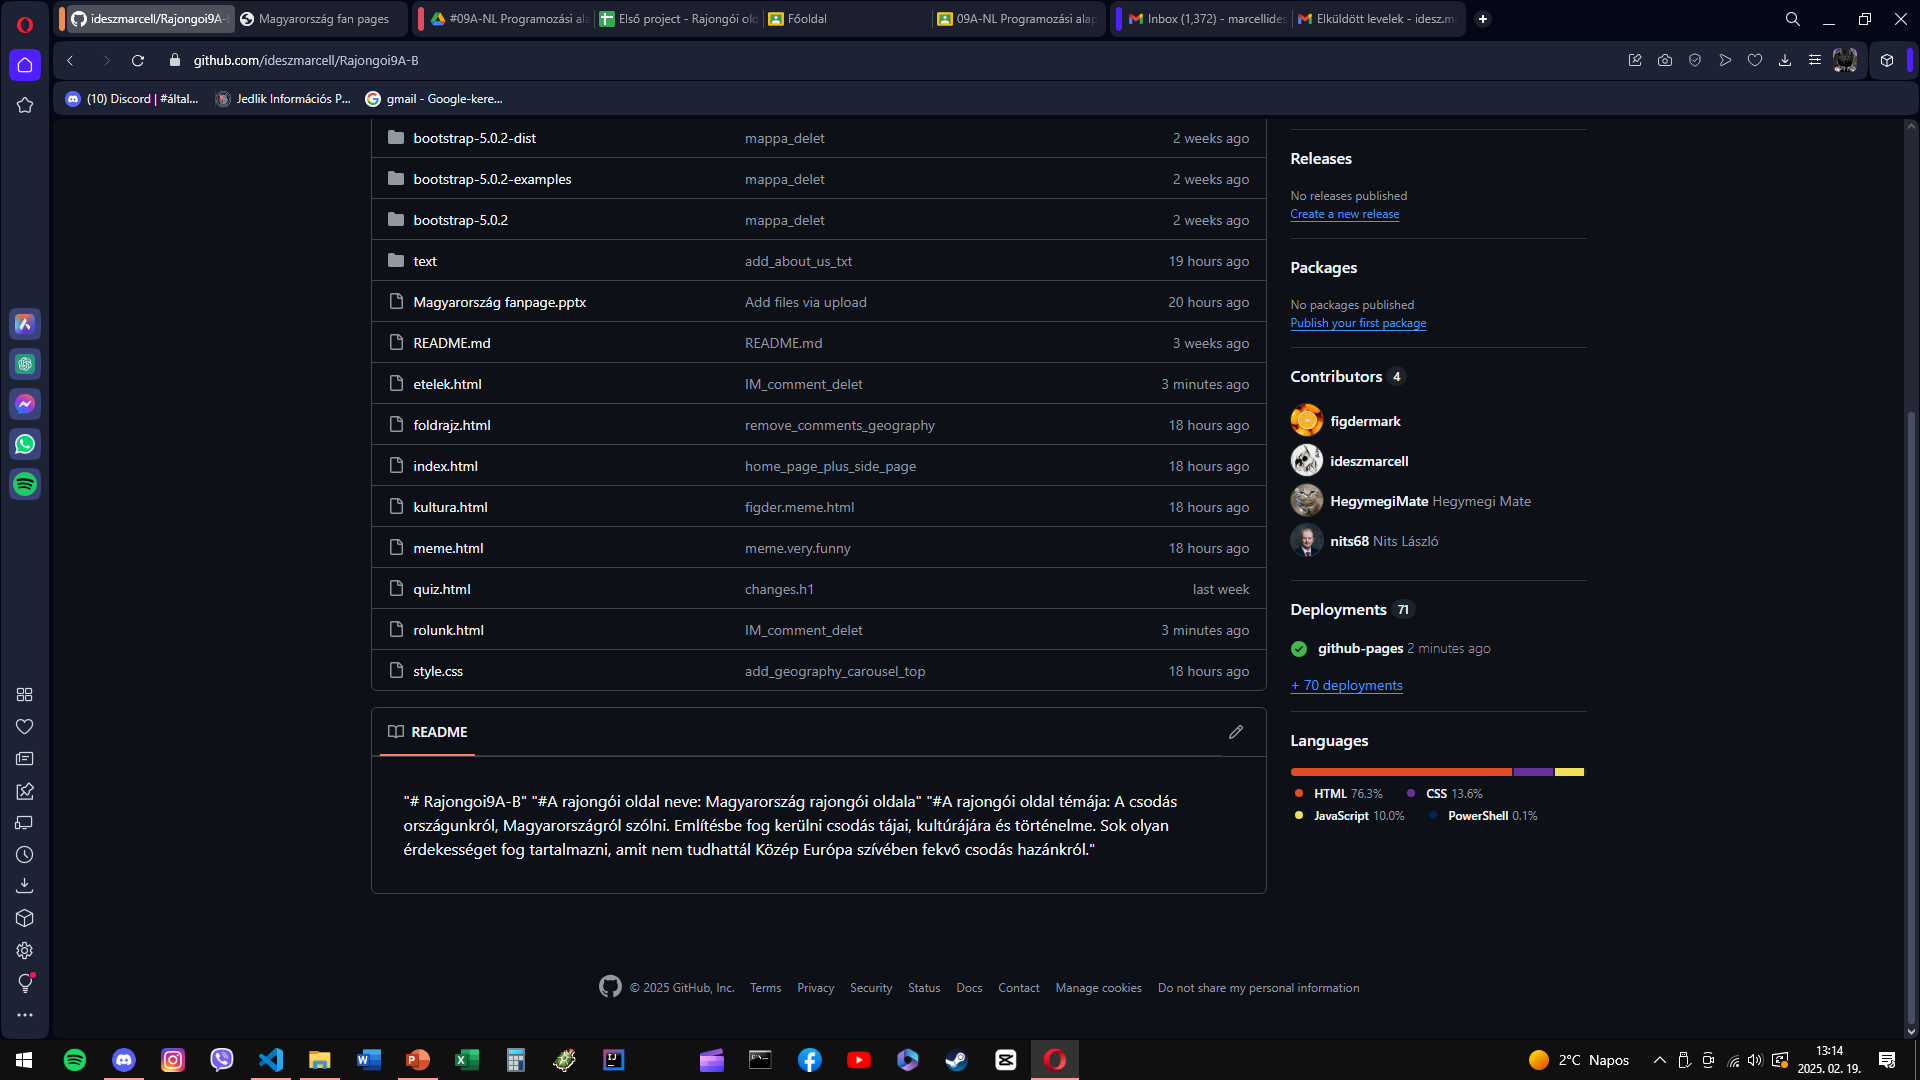 ideszmarcell/Rajongoi9A-
Magyarország fan pages
#09A-NL Programozási ala
Első project - Rajongói old
Főoldal
09A-NL Programozási alap
Inbox (1,372) - marcellides
Elküldött levelek - idesz.m
github.com/ideszmarcell/Rajongoi9A-B
(10) Discord | #által...
Jedlik Információs P...
gmail - Google-kere...
bootstrap-5.0.2-dist mappa_delet 2 weeks ago
bootstrap-5.0.2-examples mappa_delet 2 weeks ago
bootstrap-5.0.2 mappa_delet 2 weeks ago
text add_about_us_txt 19 hours ago
Magyarország fanpage.pptx Add files via upload 20 hours ago
README.md README.md 3 weeks ago
etelek.html IM_comment_delet 3 minutes ago
foldrajz.html remove_comments_geography 18 hours ago
index.html home_page_plus_side_page 18 hours ago
kultura.html figder.meme.html 18 hours ago
meme.html meme.very.funny 18 hours ago
quiz.html changes.h1 last week
rolunk.html IM_comment_delet 3 minutes ago
style.css add_geography_carousel_top 18 hours ago
README
"# Rajongoi9A-B" "#A rajongói oldal neve: Magyarország rajongói oldala" "#A rajongói oldal témája: A csodás
országunkról, Magyarországról szólni. Említésbe fog kerülni csodás tájai, kultúrájára és történelme. Sok olyan
érdekességet fog tartalmazni, amit nem tudhattál Közép Európa szívében fekvő csodás hazánkról."
Releases
No releases published
Create a new release
Packages
No packages published
Publish your first package
Contributors 4
figdermark
ideszmarcell
HegymegiMate Hegymegi Mate
nits68 Nits László
Deployments 71
github-pages 2 minutes ago
+ 70 deployments
Languages
HTML 76.3% CSS 13.6%
JavaScript 10.0% PowerShell 0.1%
© 2025 GitHub, Inc. Terms Privacy Security Status Docs Contact Manage cookies Do not share my personal information
2°C Napos
13:14
2025. 02. 19.